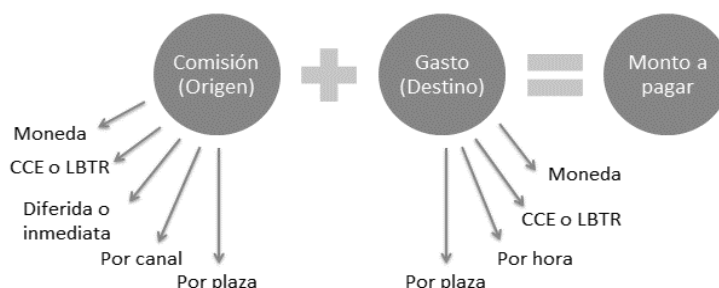 Comisión
(Origen)
Gasto
(Destino)
Monto a
pagar
Moneda
CCE o LBTR
Diferida o
inmediata
Por canal
Por plaza
Moneda
CCE o LBTR
Por hora
Por plaza